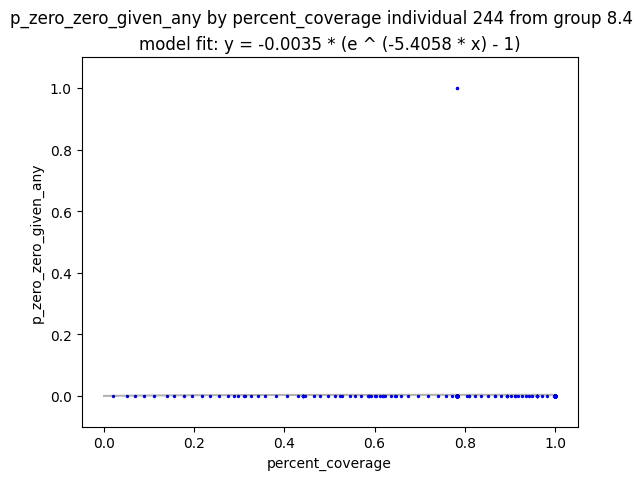 p_zero_zero_given_any by percent_coverage individual 244 from group 8.4
model fit: y = -0.0035 * (e ^ (-5.4058 * x) - 1)
p_zero_zero_given_any
1.0
0.8
0.6
0.4
0.2
0.0
0.0 0.2 0.4 0.6 0.8 1.0
percent_coverage